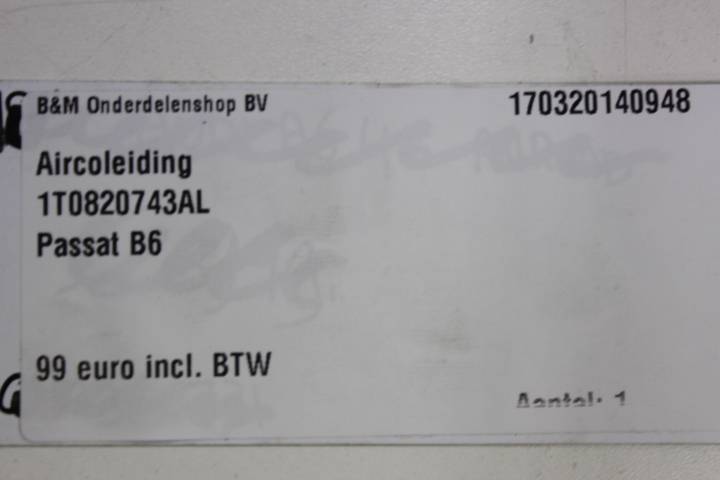 B&M Onderdelenshop BV 170320140948
Aircoleiding
1T0820743AL
Passat B6
99 euro incl. BTW
Aantal: 1